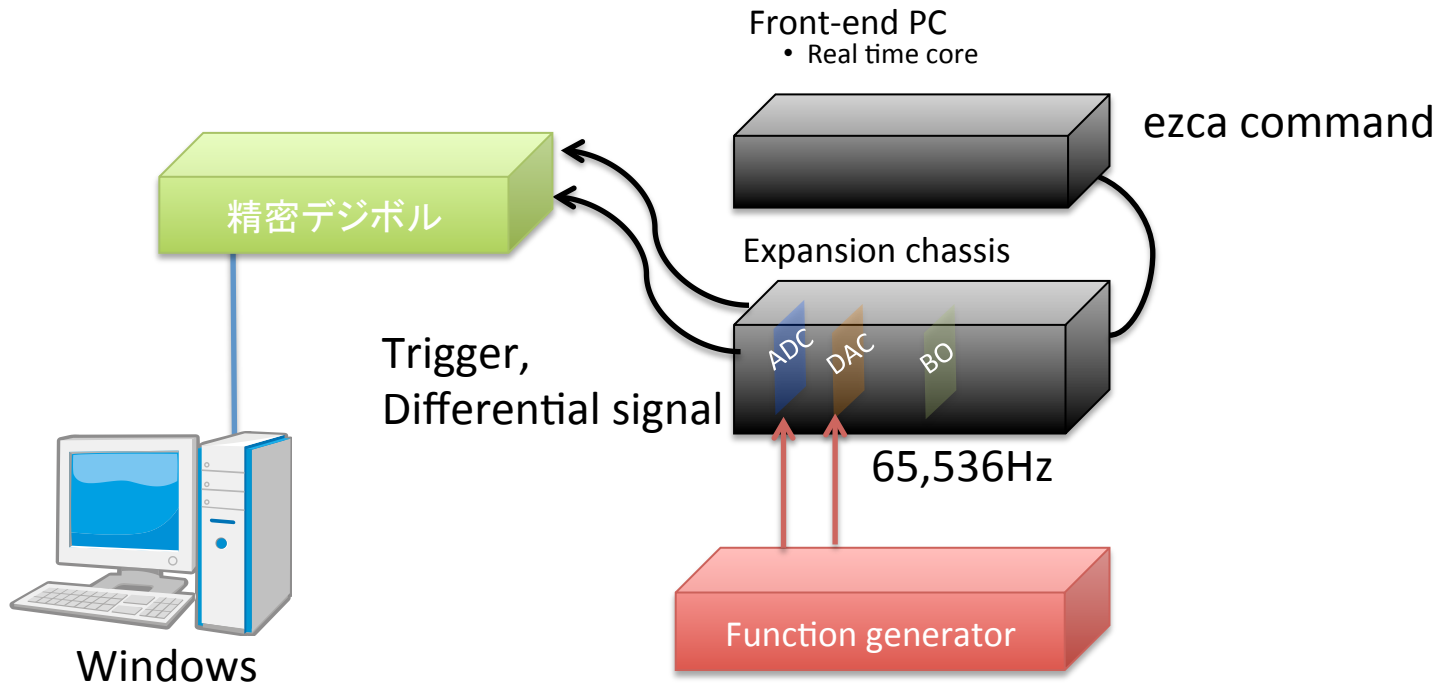 Front-end PC
• Real time core
ezca command
精密デジボル
Expansion chassis
ADC
DAC
BO
Trigger,
Differential signal
65,536Hz
Function generator
Windows